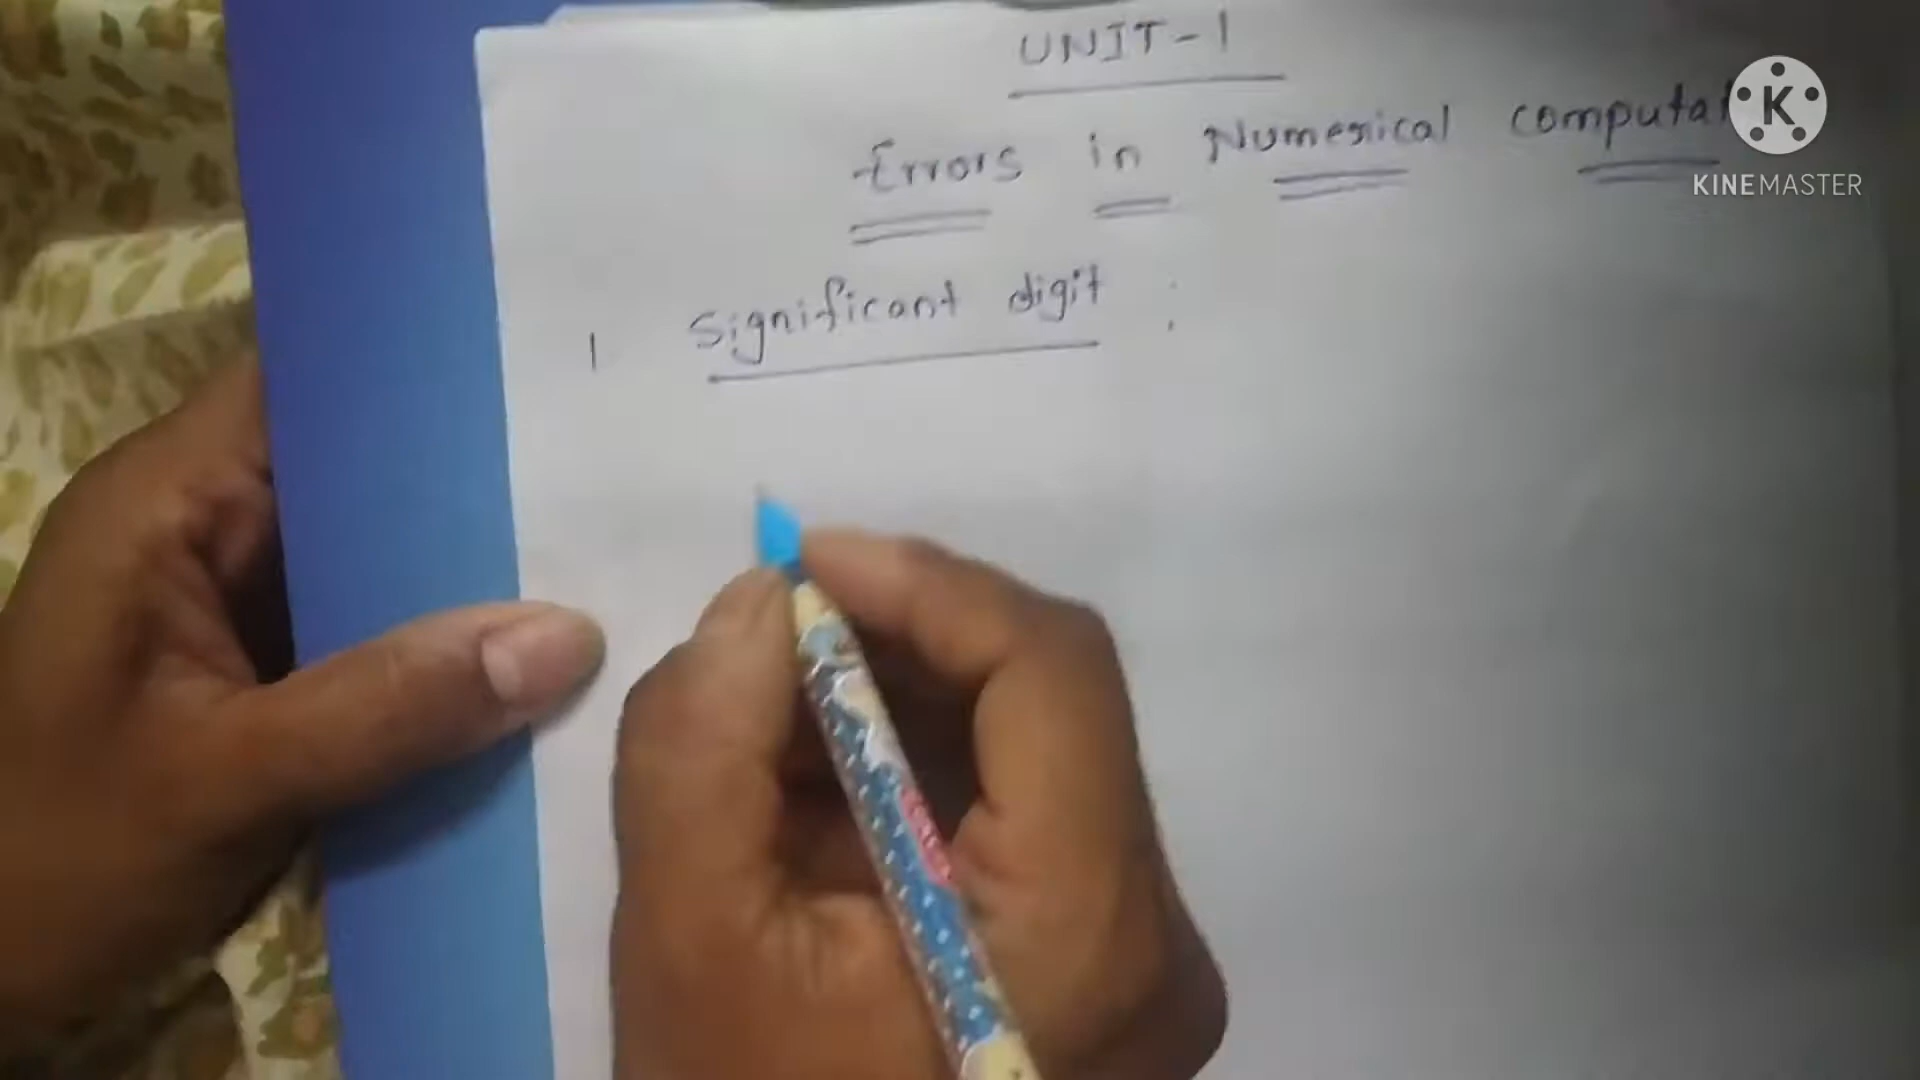 UNIT-1
Errors in Numerical computat
KINEMASTER
1 Significant digit :